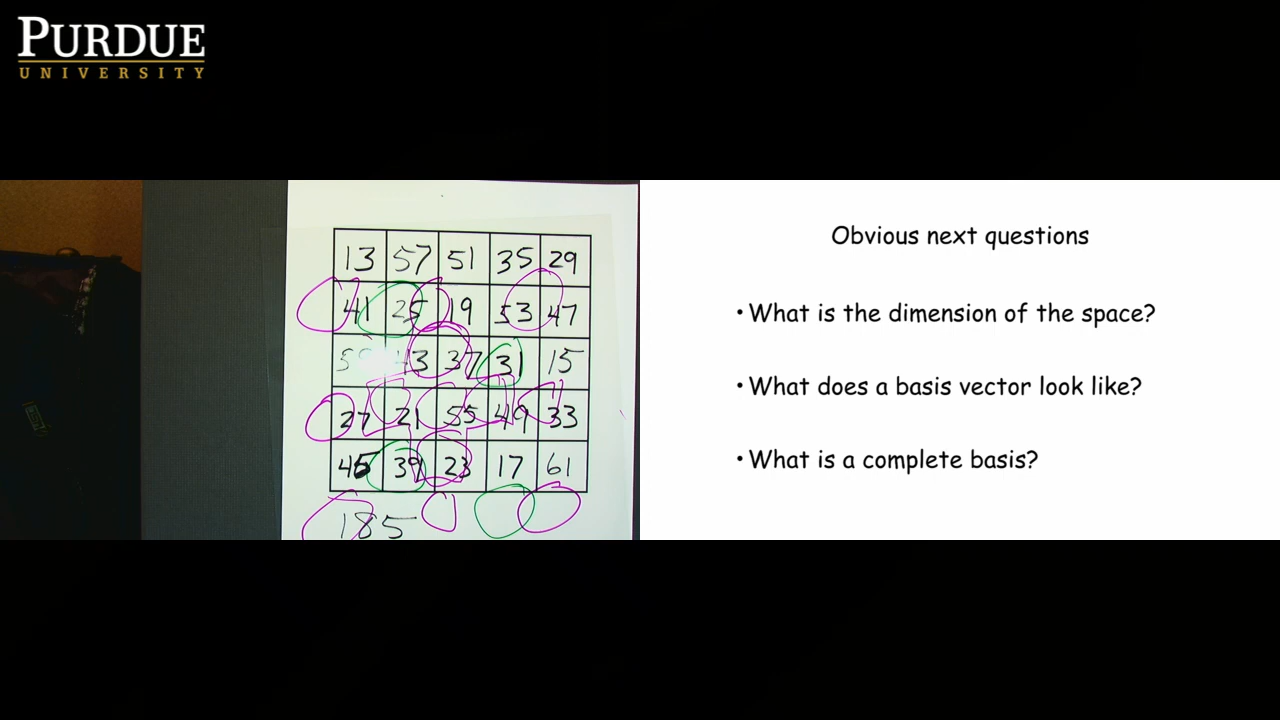 PURDUE
UNIVERSITY
13 57 51 35 29
41 25 19 53 47
43 37 31 15
27 21 55 49 33
45 39 23 17 61
185
Obvious next questions
• What is the dimension of the space?
• What does a basis vector look like?
• What is a complete basis?